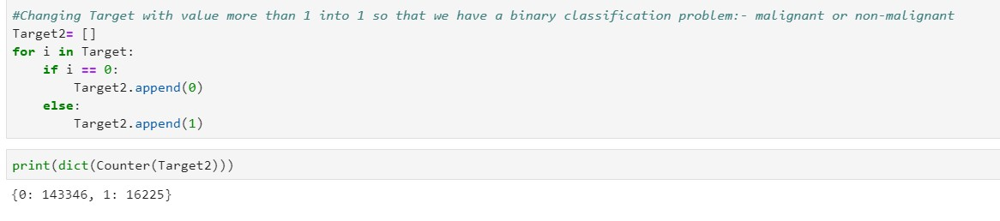 #Changing Target with value more than 1 into 1 so that we have a binary classification problem:- malignant or non-malignant
Target2= []
for i in Target:
    if i == 0:
        Target2.append(0)
    else:
        Target2.append(1)
print(dict(Counter(Target2)))
{0: 143346, 1: 16225}